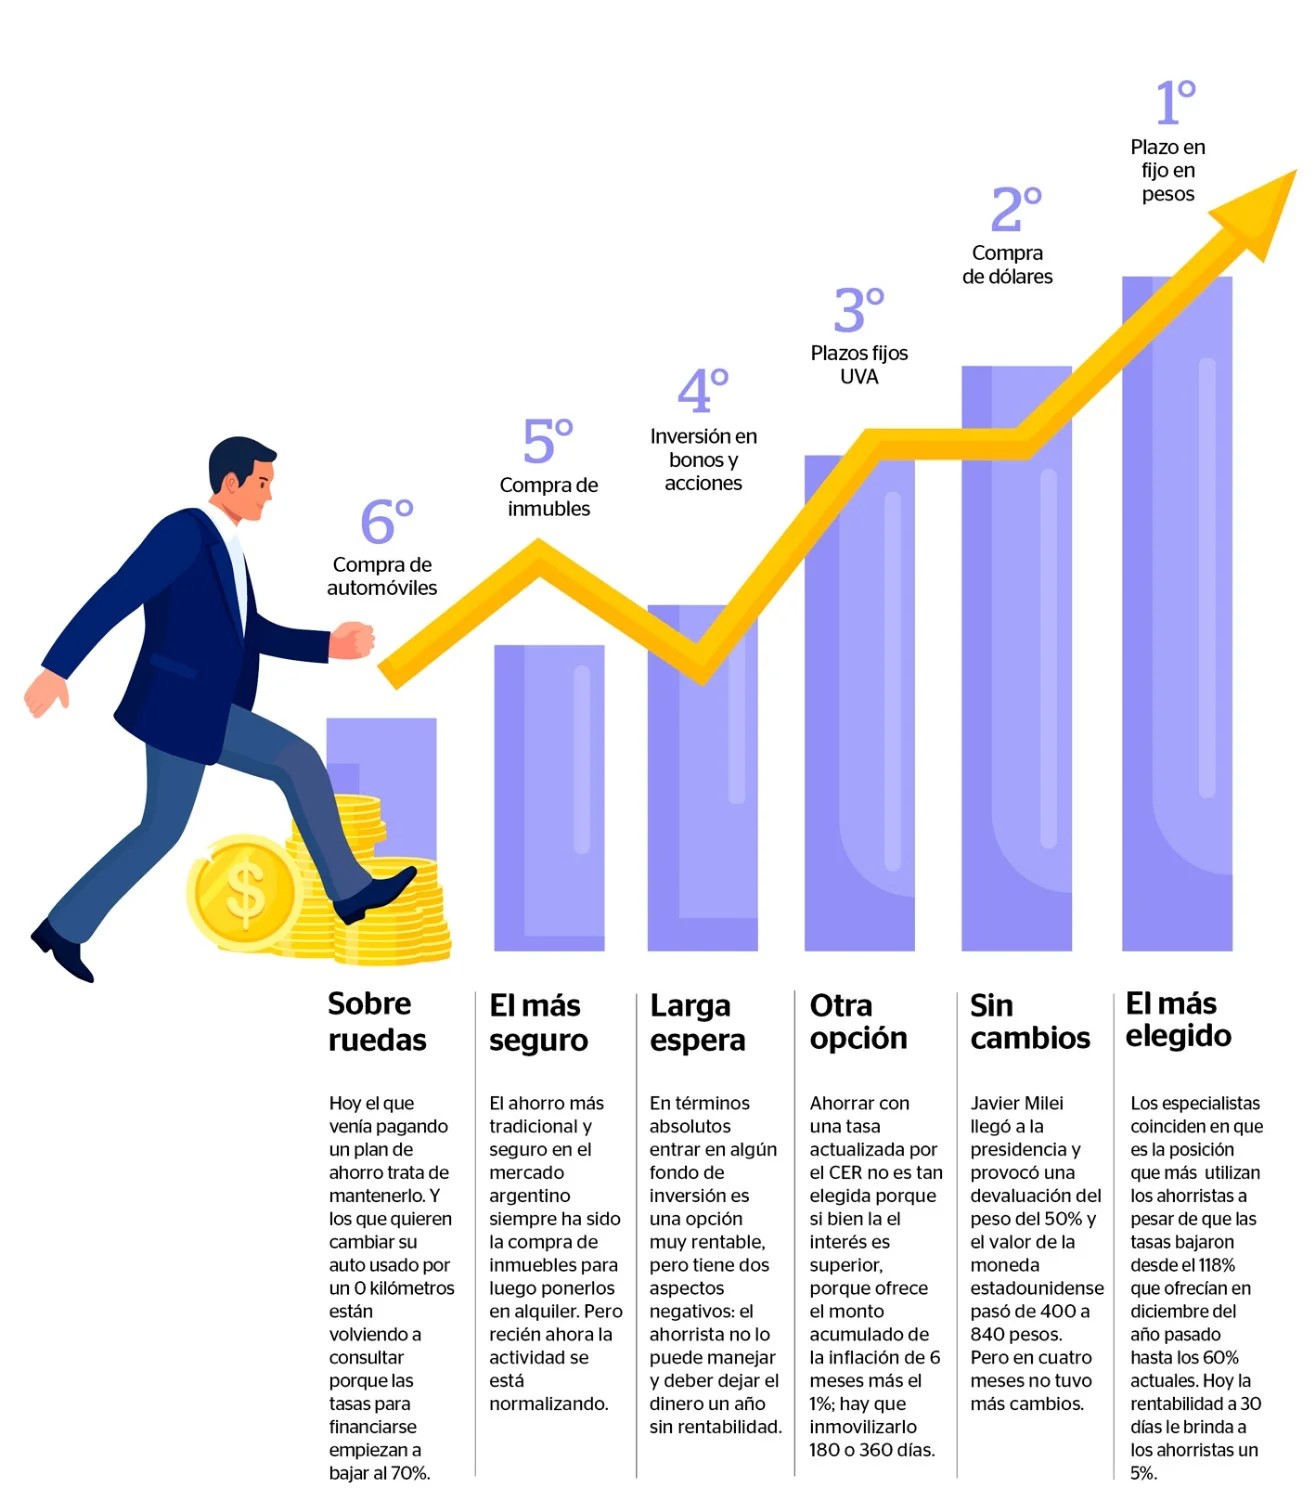 1°
Plazo en
fijo en
pesos
2°
Compra
de dólares
3°
Plazos fijos
UVA
4°
Inversión en
bonos y
acciones
5°
Compra de
inmubles
6°
Compra de
automóviles
$
Sobre
ruedas
Hoy el que
venía pagando
un plan de
ahorro trata de
mantenerlo. Y
los que quieren
cambiar su
auto usado por
un 0 kilómetros
están
volviendo a
consultar
porque las
tasas para
financiarse
empiezan a
bajar al 70%.
El más
seguro
El ahorro más
tradicional y
seguro en el
mercado
argentino
siempre ha sido
la compra de
inmuebles para
luego ponerlos
en alquiler. Pero
recién ahora la
actividad se
está
normalizando.
Larga
espera
En términos
absolutos
entrar en algún
fondo de
inversión es
una opción
muy rentable,
pero tiene dos
aspectos
negativos: el
ahorrista no lo
puede manejar
y deber dejar el
dinero un año
sin rentabilidad.
Otra
opción
Ahorrar con
una tasa
actualizada por
el CER no es tan
elegida porque
si bien la el
interés es
superior,
porque ofrece
el monto
acumulado de
la inflación de 6
meses más el
1%; hay que
inmovilizarlo
180 o 360 días.
Sin
cambios
Javier Milei
llegó a la
presidencia y
provocó una
devaluación del
peso del 50% y
el valor de la
moneda
estadounidense
pasó de 400 a
840 pesos.
Pero en cuatro
meses no tuvo
más cambios.
El más
elegido
Los especialistas
coinciden en que
es la posición
que más utilizan
los ahorristas a
pesar de que las
tasas bajaron
desde el 118%
que ofrecían en
diciembre del
año pasado
hasta los 60%
actuales. Hoy la
rentabilidad a 30
días le brinda a
los ahorristas un
5%.